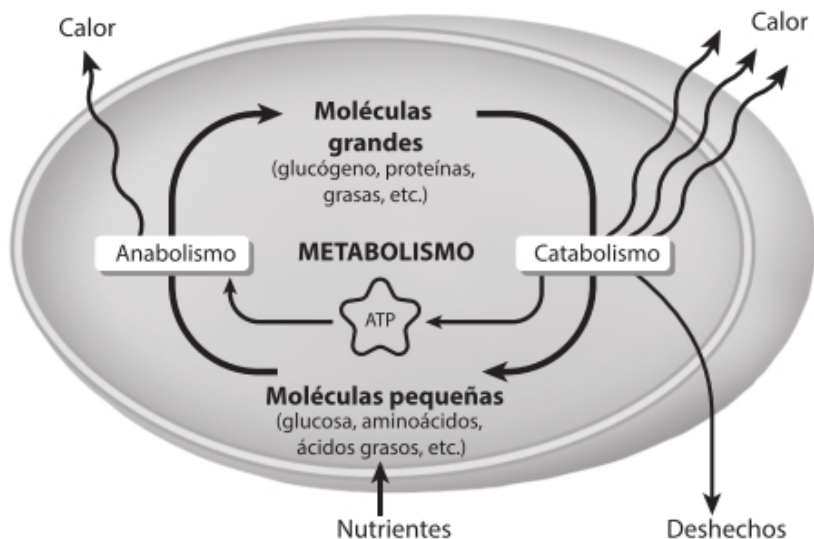 Calor
Calor
Moléculas
grandes
(glucógeno, proteínas,
grasas, etc.)
Anabolismo
METABOLISMO
Catabolismo
ATP
Moléculas pequeñas
(glucosa, aminoácidos,
ácidos grasos, etc.)
Nutrientes
Deshechos